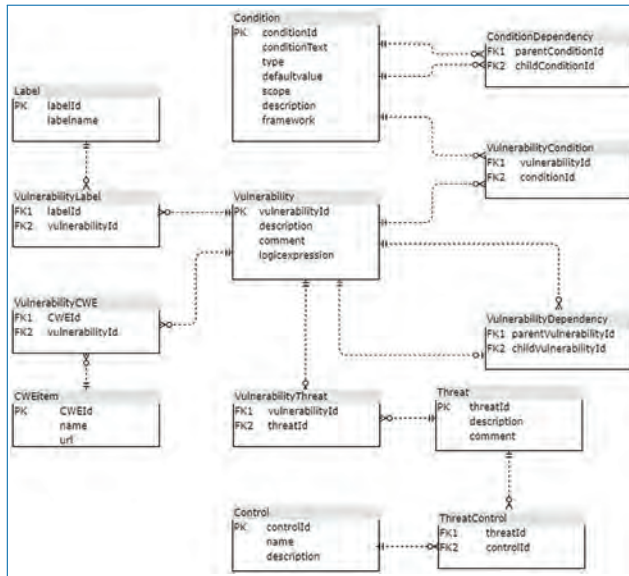 Condition
PK conditionId
conditionText
type
defaultvalue
scope
description
framework
ConditionDependency
FK1 parentConditionId
FK2 childConditionId
Label
PK labelId
labelname
VulnerabilityCondition
FK1 vulnerabilityId
FK2 conditionId
VulnerabilityLabel
FK1 labelId
FK2 vulnerabilityId
Vulnerability
PK vulnerabilityId
description
comment
logicexpression
VulnerabilityCWE
FK1 CWEId
FK2 vulnerabilityId
VulnerabilityDependency
FK1 parentVulnerabilityId
FK2 childVulnerabilityId
CWEitem
PK CWEId
name
url
VulnerabilityThreat
FK1 vulnerabilityId
FK2 threatId
Threat
PK threatId
description
comment
Control
PK controlId
name
description
ThreatControl
FK1 threatId
FK2 controlId